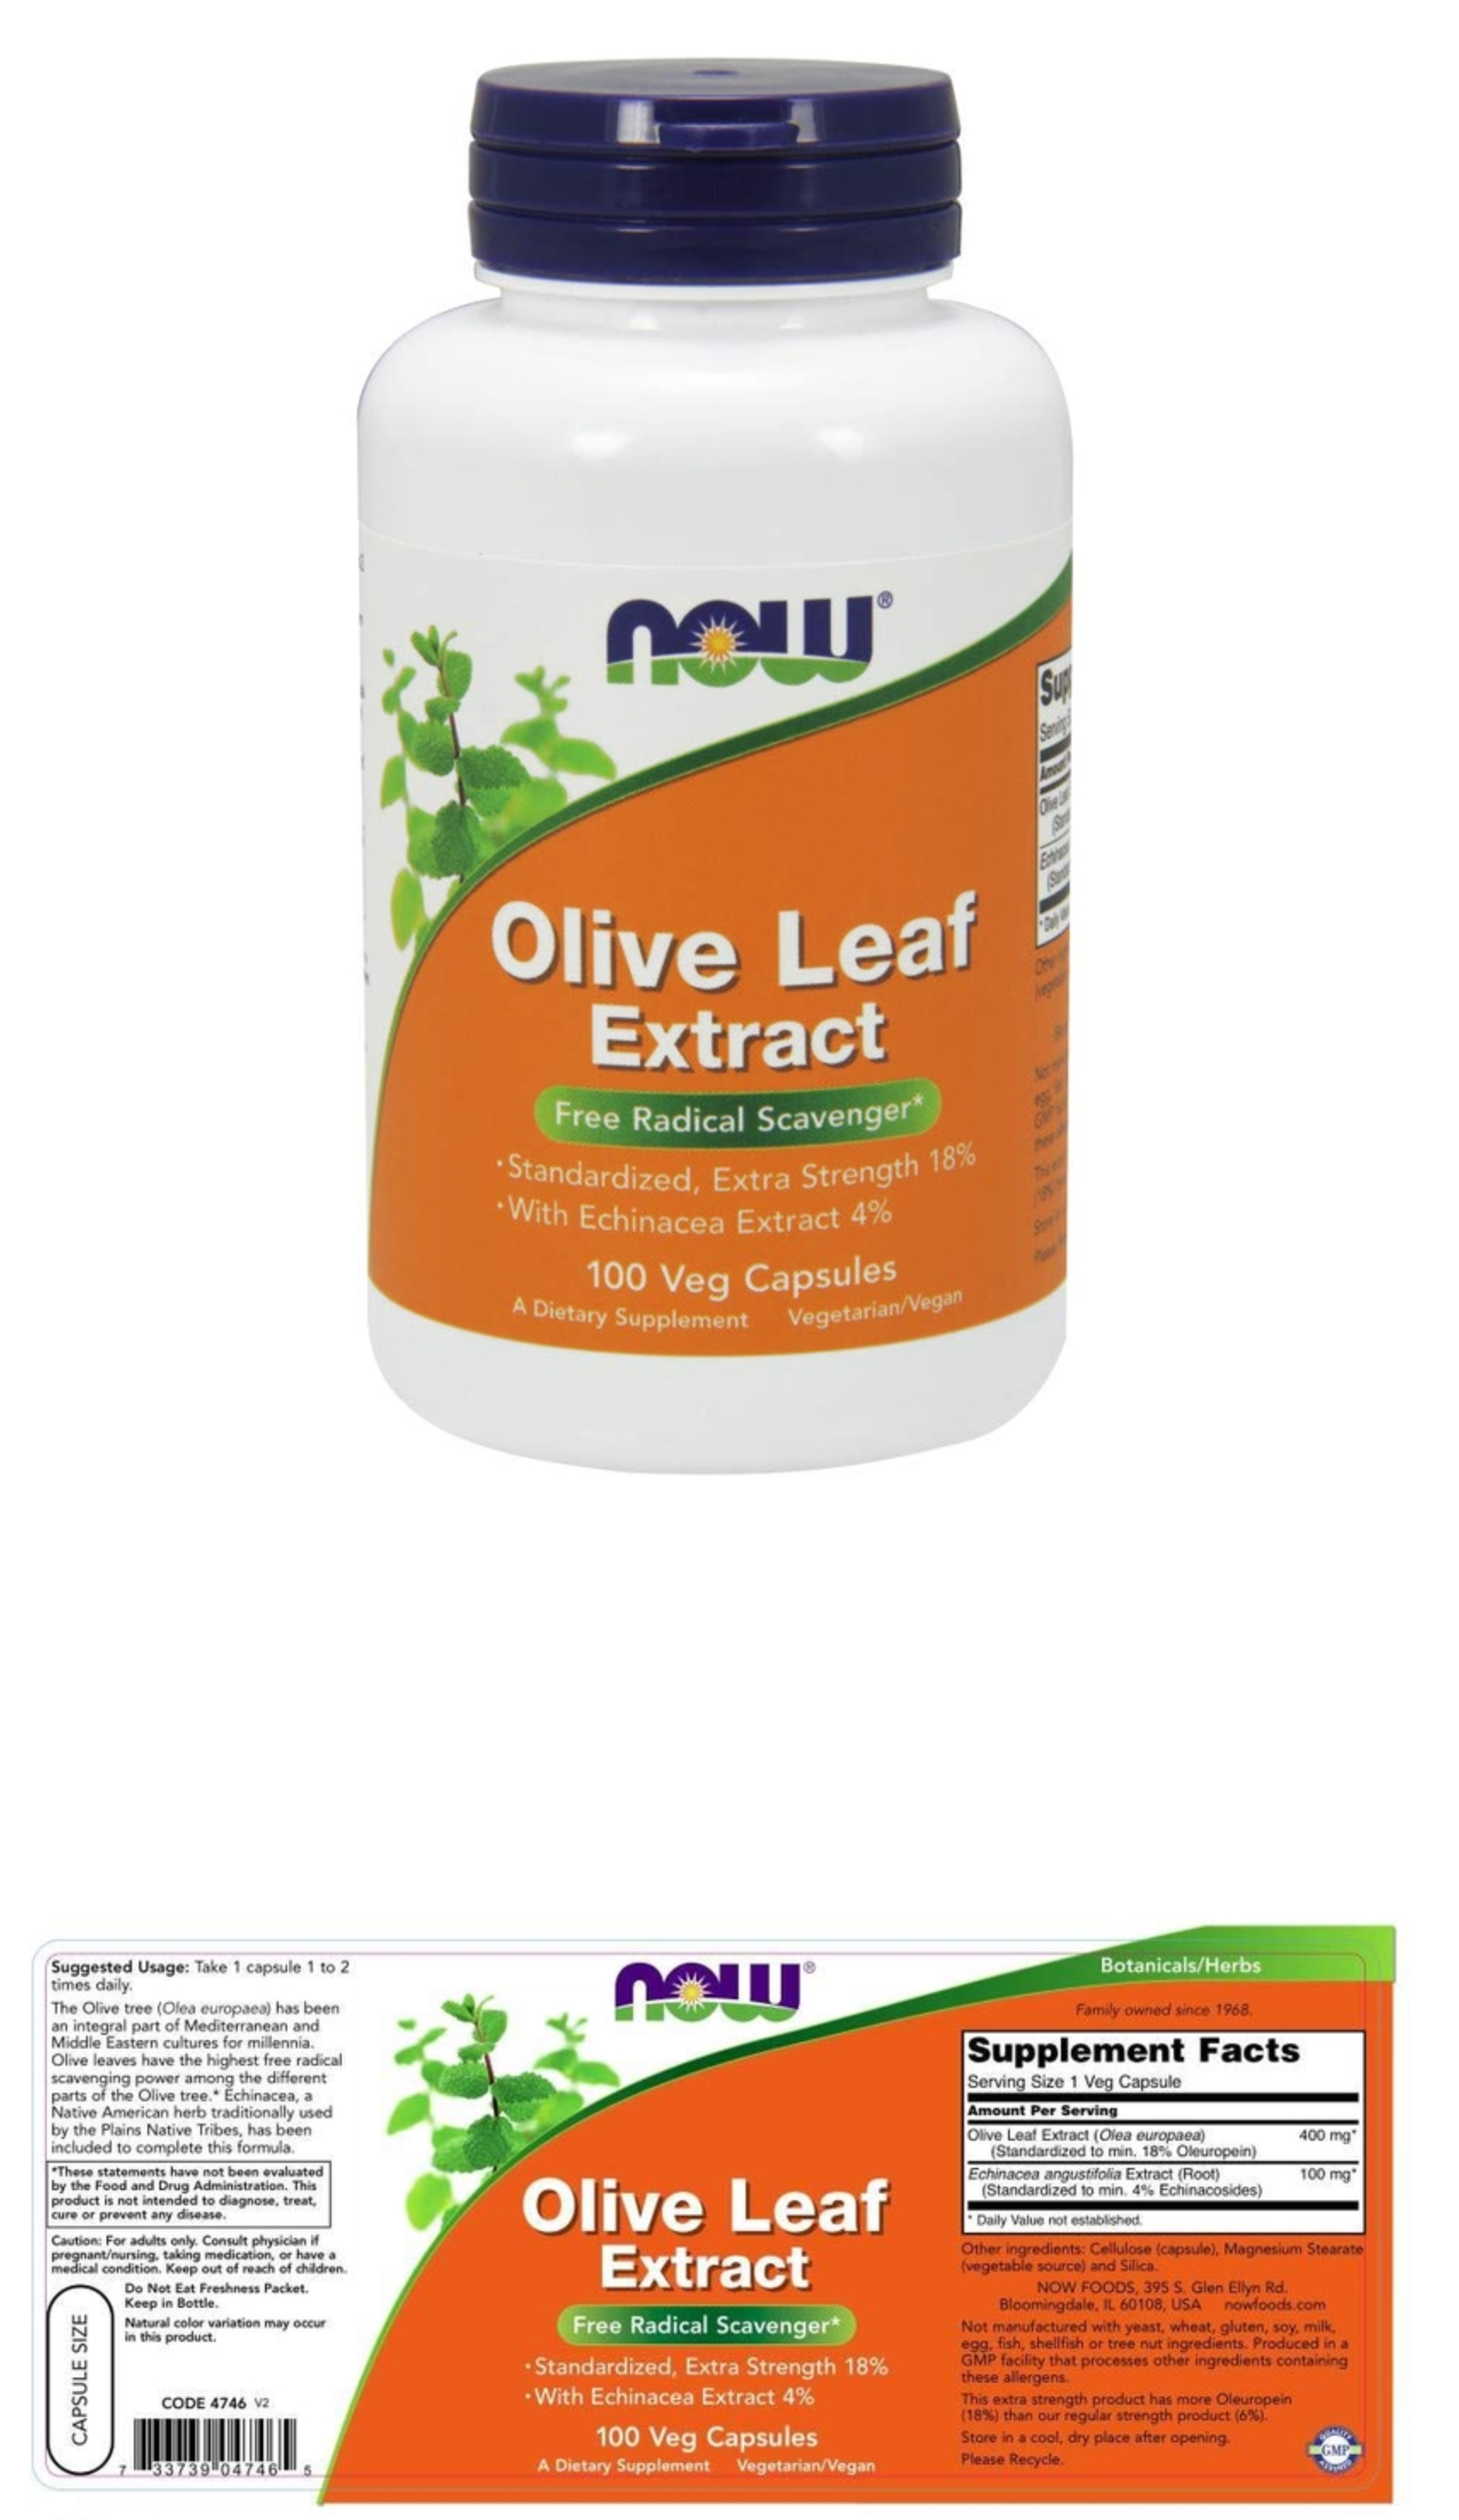 NOW®
Supp
Serving
Amount
Olive
Olive Leaf
Extract
Free Radical Scavenger*
•Standardized, Extra Strength 18%
•With Echinacea Extract 4%
100 Veg Capsules
A Dietary Supplement Vegetarian/Vegan
Suggested Usage: Take 1 capsule 1 to 2
times daily.
The Olive tree (Olea europaea) has been
an integral part of Mediterranean and
Middle Eastern cultures for millennia.
Olive leaves have the highest free radical
scavenging power among the different
parts of the Olive tree.* Echinacea, a
Native American herb traditionally used
by the Plains Native Tribes, has been
included to complete this formula.
*These statements have not been evaluated
by the Food and Drug Administration. This
product is not intended to diagnose, treat,
cure or prevent any disease.
Caution: For adults only. Consult physician if
pregnant/nursing, taking medication, or have a
medical condition. Keep out of reach of children.
Do Not Eat Freshness Packet.
Keep in Bottle.
Natural color variation may occur
in this product.
CAPSULE SIZE
CODE 4746 V2
7 33739 04746 5
NOW®
Olive Leaf
Extract
Free Radical Scavenger*
•Standardized, Extra Strength 18%
•With Echinacea Extract 4%
100 Veg Capsules
A Dietary Supplement Vegetarian/Vegan
Botanicals/Herbs
Family owned since 1968.
Supplement Facts
Serving Size 1 Veg Capsule
Amount Per Serving
Olive Leaf Extract (Olea europaea) 400 mg*
(Standardized to min. 18% Oleuropein)
Echinacea angustifolia Extract (Root) 100 mg*
(Standardized to min. 4% Echinacosides)
* Daily Value not established.
Other ingredients: Cellulose (capsule), Magnesium Stearate
(vegetable source) and Silica.
NOW FOODS, 395 S. Glen Ellyn Rd.
Bloomingdale, IL 60108, USA nowfoods.com
Not manufactured with yeast, wheat, gluten, soy, milk,
egg, fish, shellfish or tree nut ingredients. Produced in a
GMP facility that processes other ingredients containing
these allergens.
This extra strength product has more Oleuropein
(18%) than our regular strength product (6%).
Store in a cool, dry place after opening.
Please Recycle.
QUALITY
GMP
ASSURED